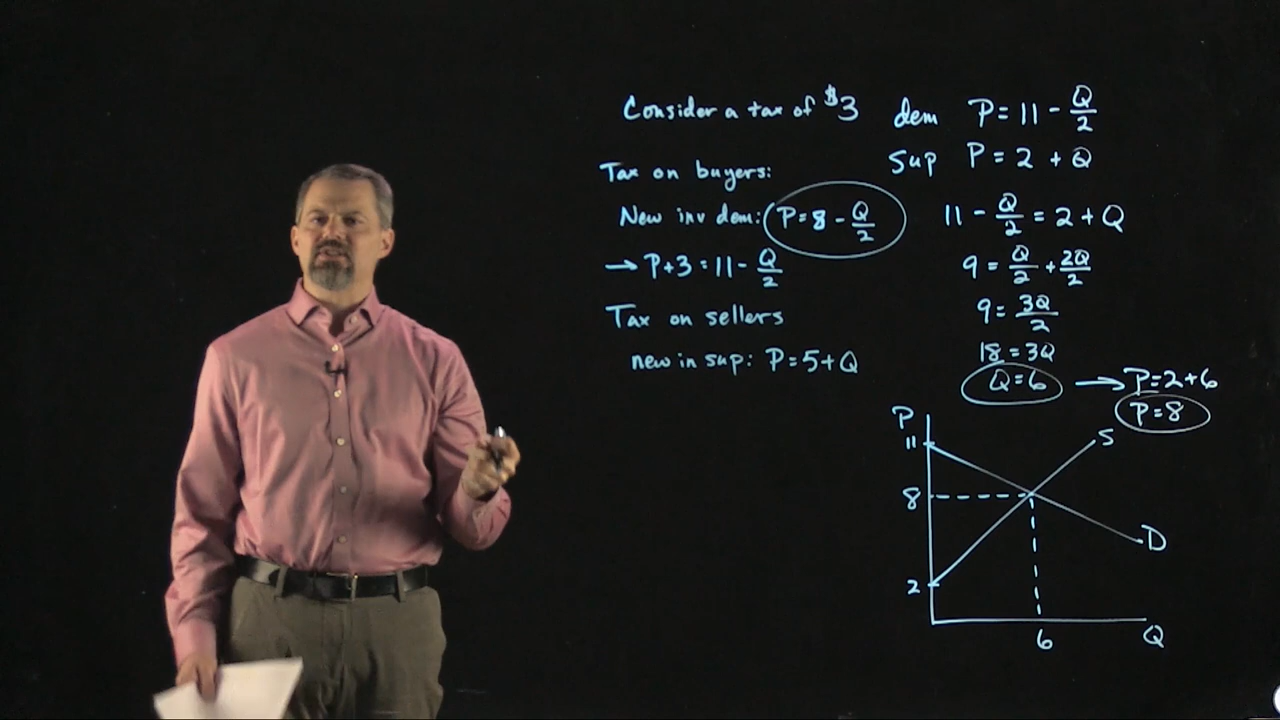 Consider a tax of $3
Tax on buyers:
New inv dem: P = 8 - Q/2
→ P+3 = 11 - Q/2
Tax on sellers
new in sup: P = 5 + Q
dem P = 11 - Q/2
Sup P = 2 + Q
11 - Q/2 = 2 + Q
9 = Q/2 + 2Q/2
9 = 3Q/2
18 = 3Q
Q = 6 → P = 2 + 6
P = 8
P
11
S
8
D
2
6
Q